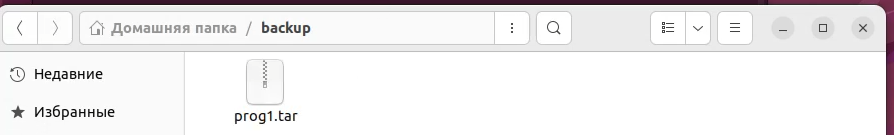 Домашняя папка / backup
Недавние
prog1.tar
Избранные